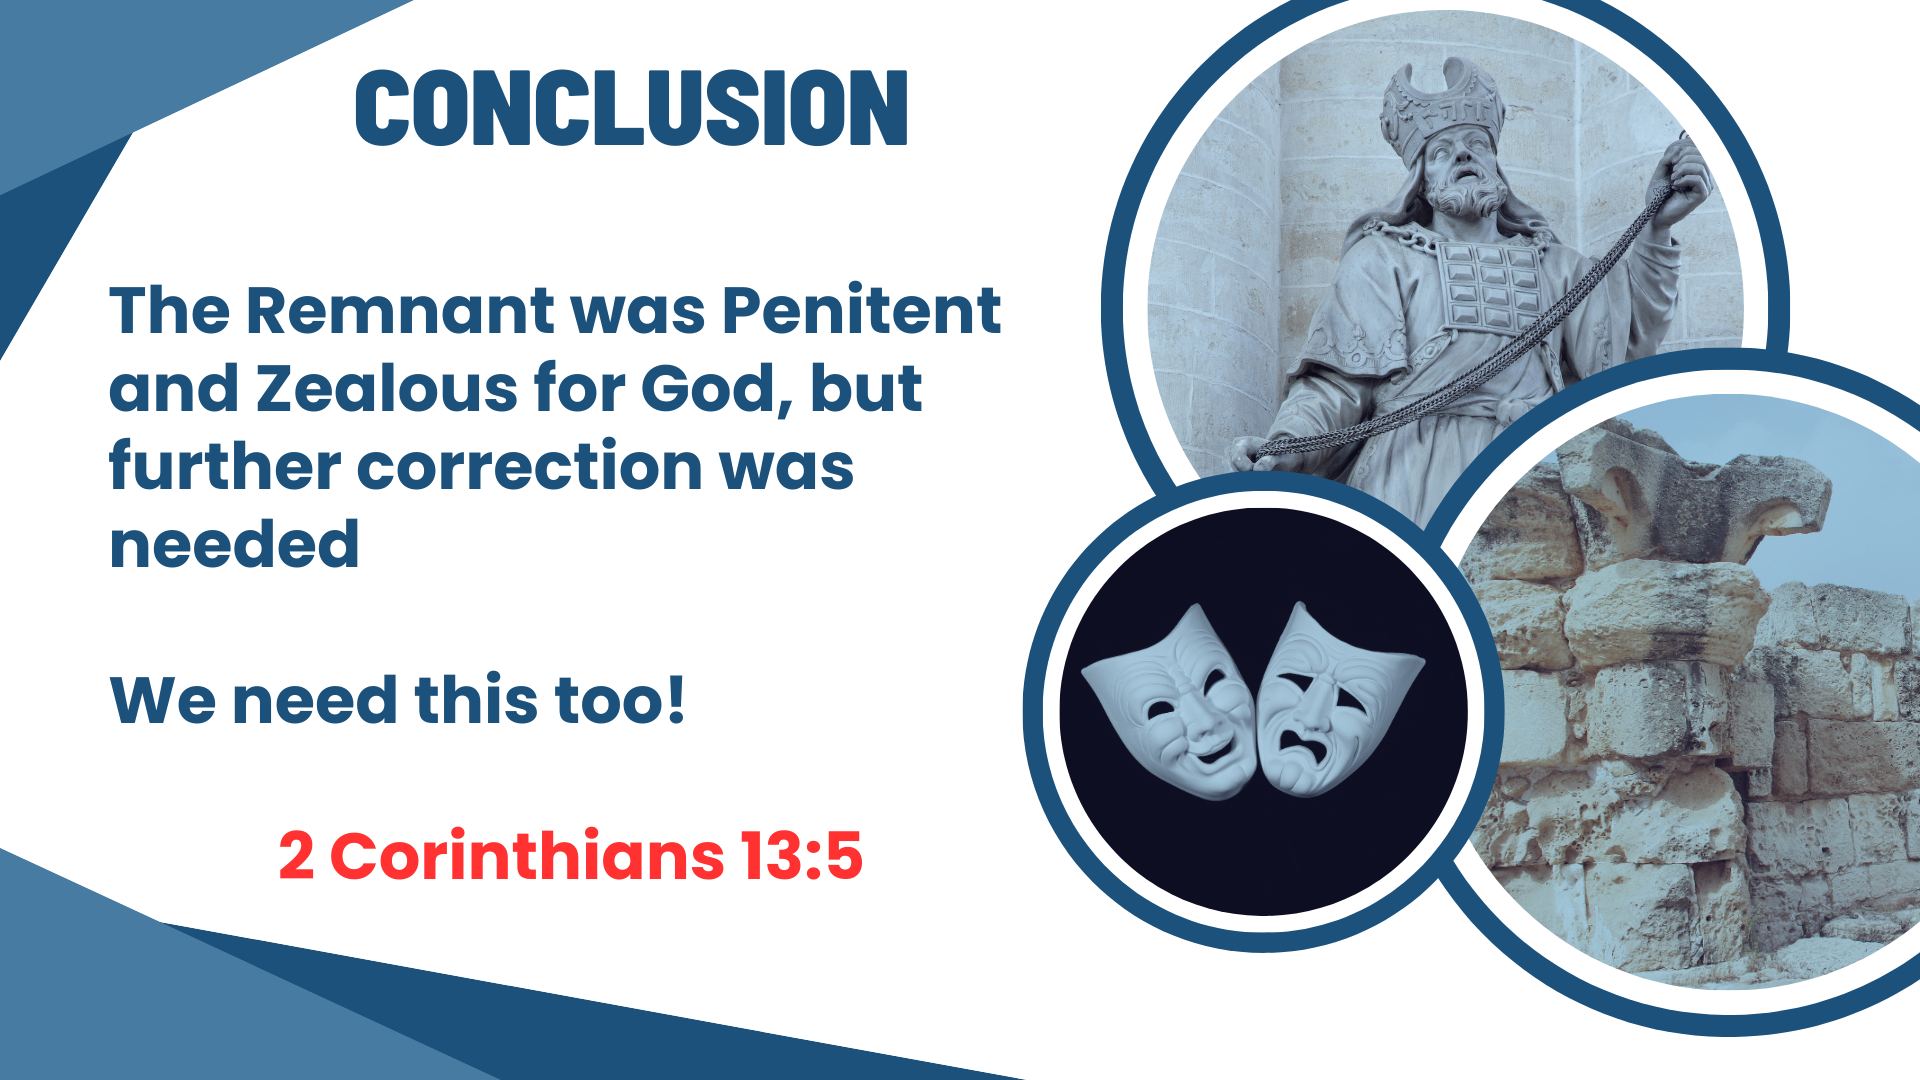 CONCLUSION
The Remnant was Penitent
and Zealous for God, but
further correction was
needed
We need this too!
2 Corinthians 13:5